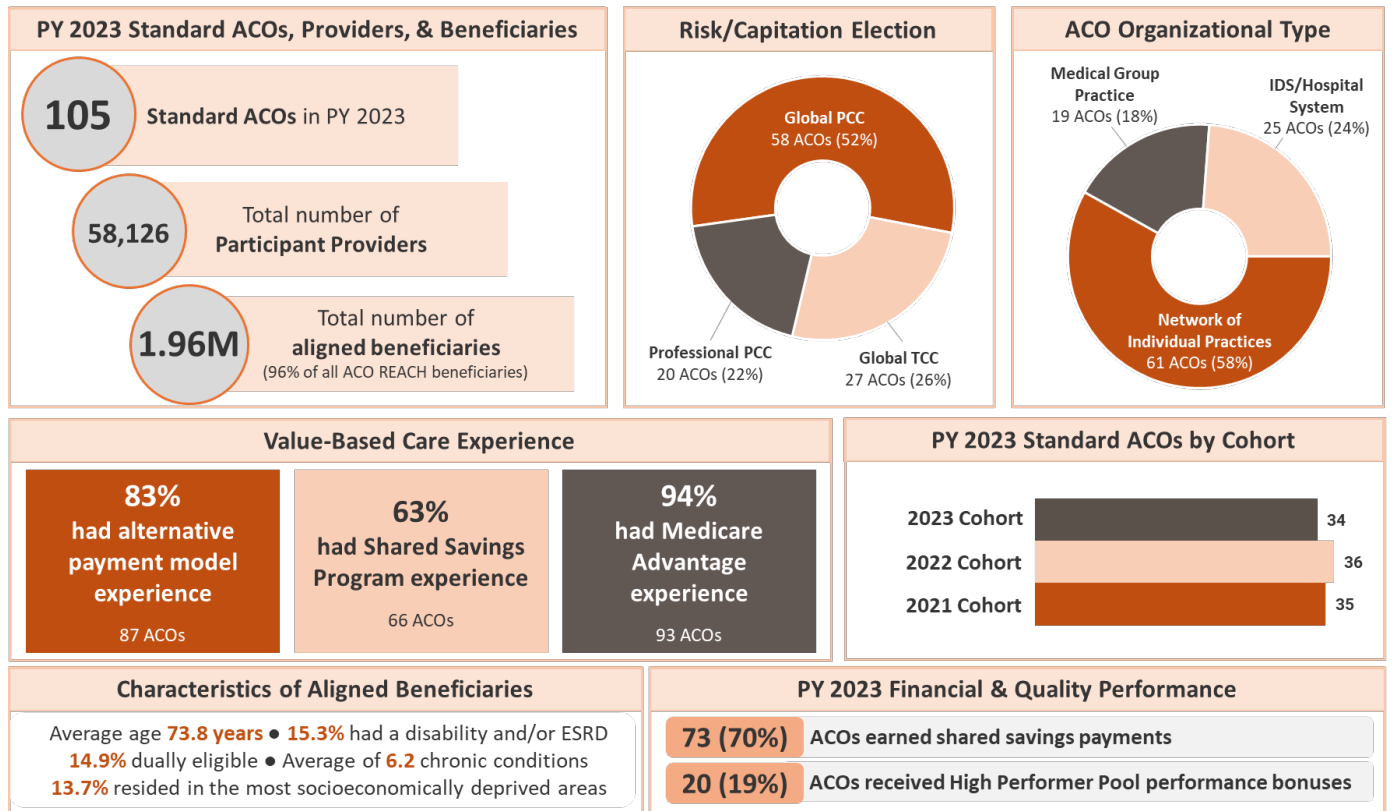 PY 2023 Standard ACOs, Providers, & Beneficiaries
105
Standard ACOs in PY 2023
58,126
Total number of
Participant Providers
1.96M
Total number of
aligned beneficiaries
(96% of all ACO REACH beneficiaries)
Risk/Capitation Election
Global PCC
58 ACOs (52%)
Professional PCC
20 ACOs (22%)
Global TCC
27 ACOs (26%)
ACO Organizational Type
Medical Group
Practice
19 ACOs (18%)
IDS/Hospital
System
25 ACOs (24%)
Network of
Individual Practices
61 ACOs (58%)
Value-Based Care Experience
83%
had alternative
payment model
experience
87 ACOs
63%
had Shared Savings
Program experience
66 ACOs
94%
had Medicare
Advantage
experience
93 ACOs
PY 2023 Standard ACOs by Cohort
2023 Cohort 34
2022 Cohort 36
2021 Cohort 35
Characteristics of Aligned Beneficiaries
Average age 73.8 years ● 15.3% had a disability and/or ESRD
14.9% dually eligible ● Average of 6.2 chronic conditions
13.7% resided in the most socioeconomically deprived areas
PY 2023 Financial & Quality Performance
73 (70%) ACOs earned shared savings payments
20 (19%) ACOs received High Performer Pool performance bonuses